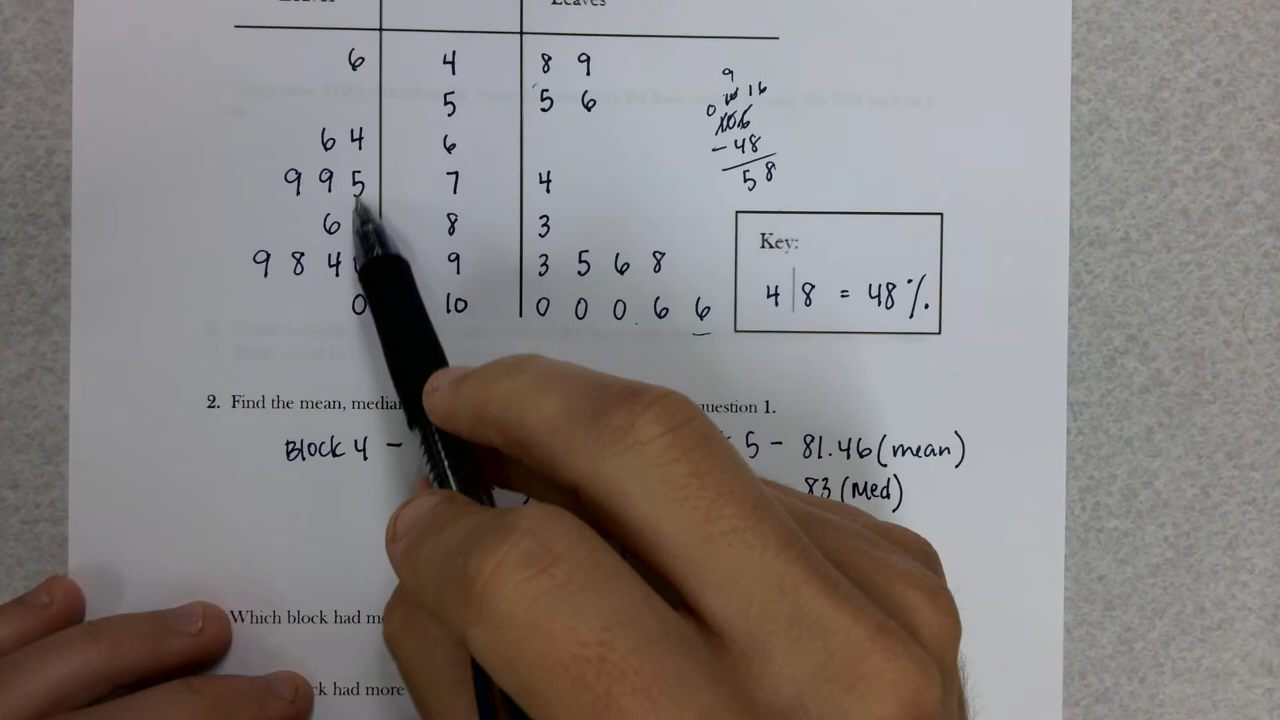 Leaves Leaves
6 4 8 9
5 5 6
6 4 6
9 9 5 7 4
6 8 3
9 8 4 9 3 5 6 8
0 10 0 0 0 6 6
9
0 10 16
106
- 48
58
Key:
4 | 8 = 48%.
2. Find the mean, question 1.
Block 4 - 5 - 81.46 (mean)
83 (Med)
Which block had
had more